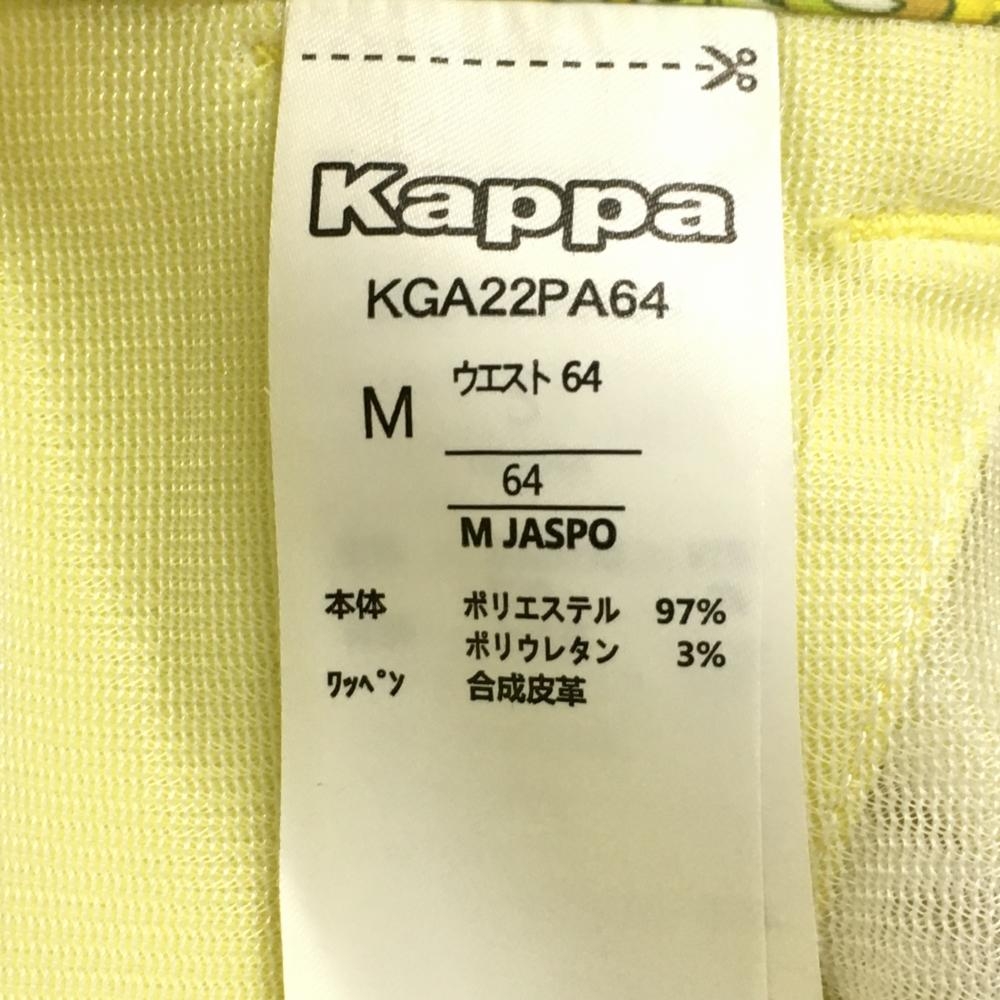 Kappa
KGA22PA64
M ウエスト 64
64
M JASPO
本体 ポリエステル 97%
ポリウレタン 3%
ﾜｯﾍﾟﾝ 合成皮革